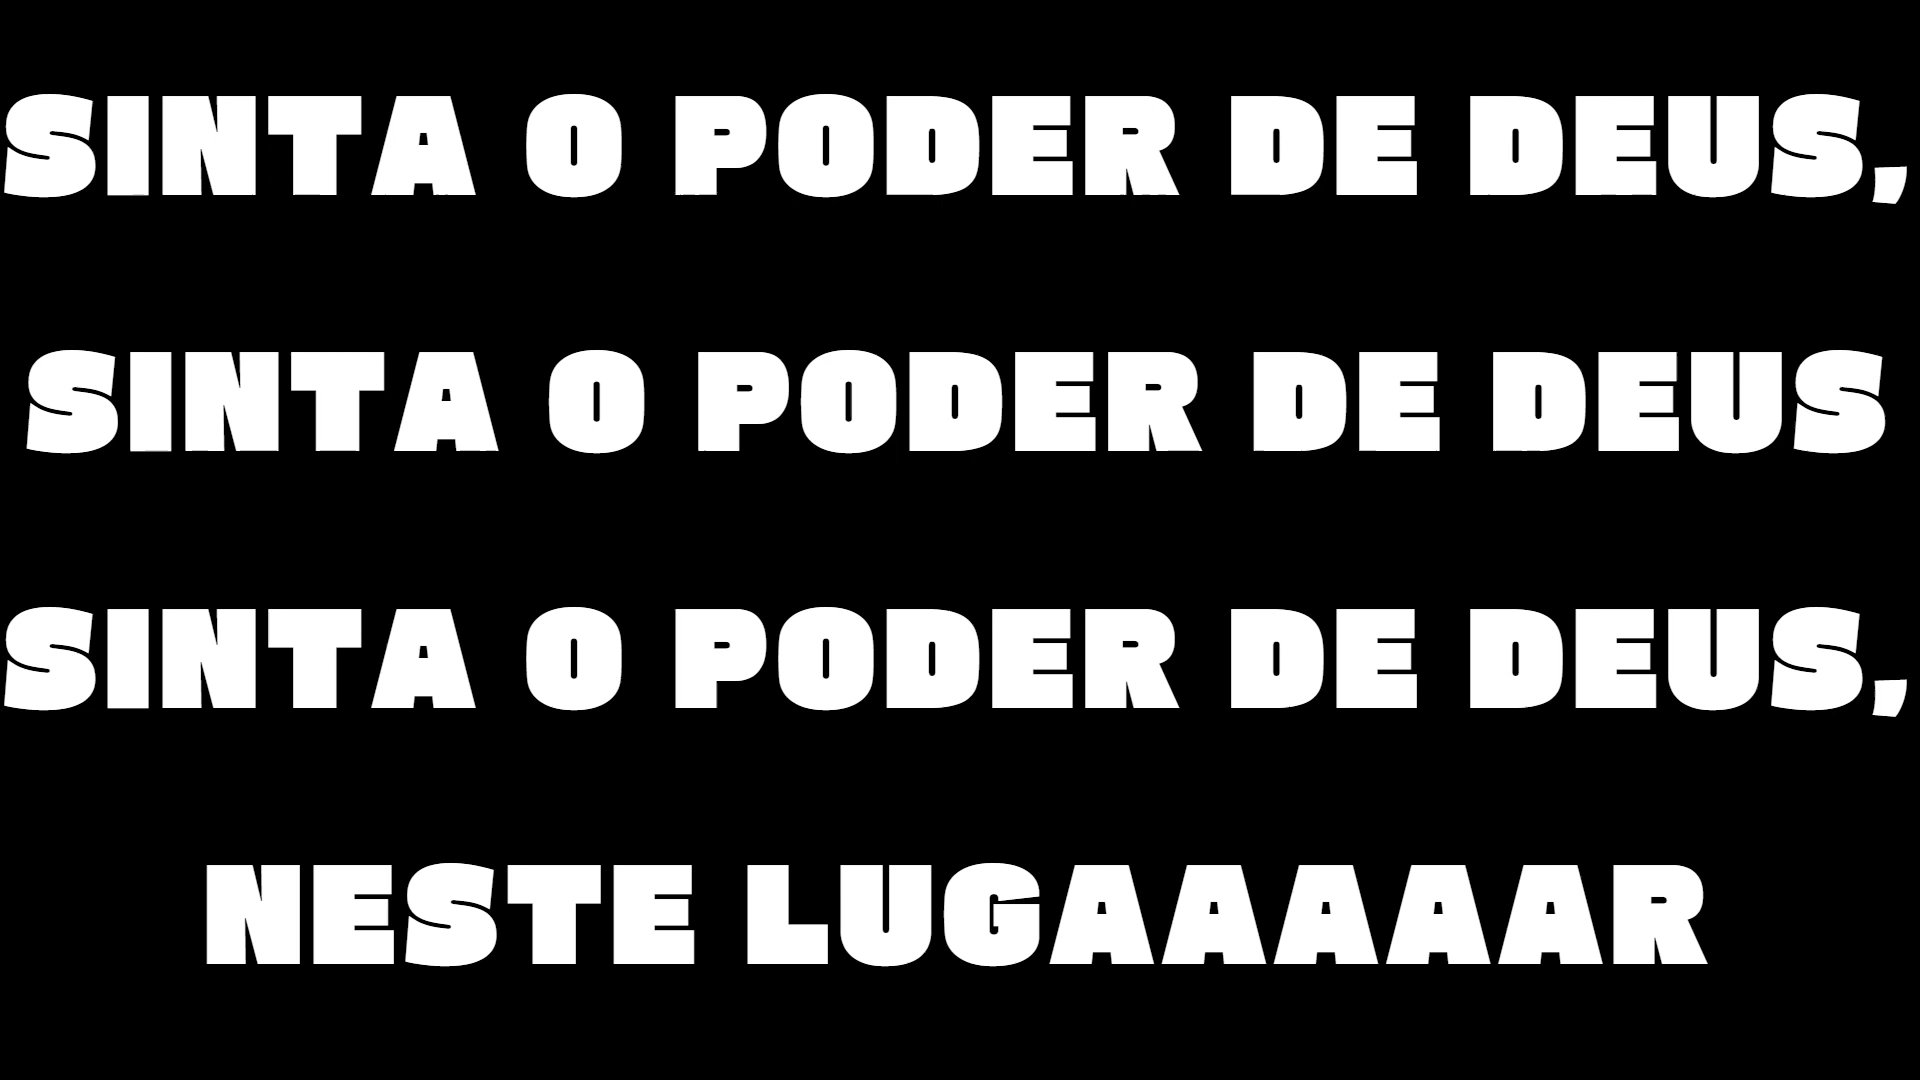 SINTA O PODER DE DEUS,
SINTA O PODER DE DEUS
SINTA O PODER DE DEUS,
NESTE LUGAAAAAR